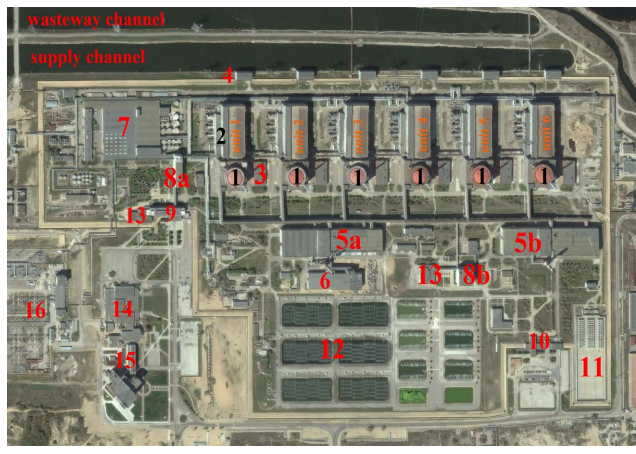 wasteway channel
supply channel
4
7
2
unit 1
unit 2
unit 3
unit 4
unit 5
unit 6
1
3
1
1
1
1
1
8a
13
9
5a
5b
6
13
8b
16
14
12
10
15
11